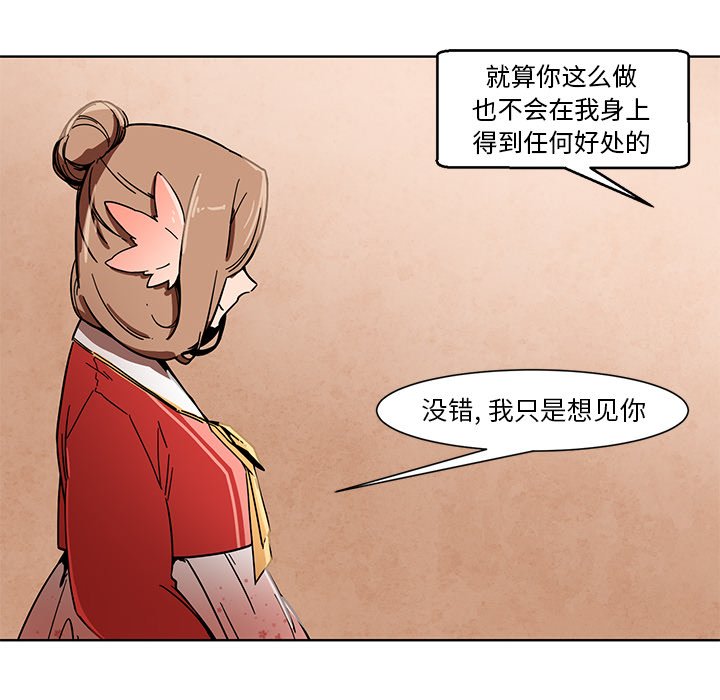 就算你这么做
也不会在我身上
得到任何好处的
没错, 我只是想见你